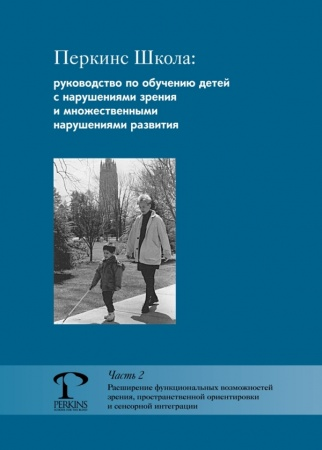 Перкинс Школа:
руководство по обучению детей
с нарушениями зрения
и множественными
нарушениями развития
Часть 2
Расширение функциональных возможностей
зрения, пространственной ориентировки
и сенсорной интеграции
PERKINS